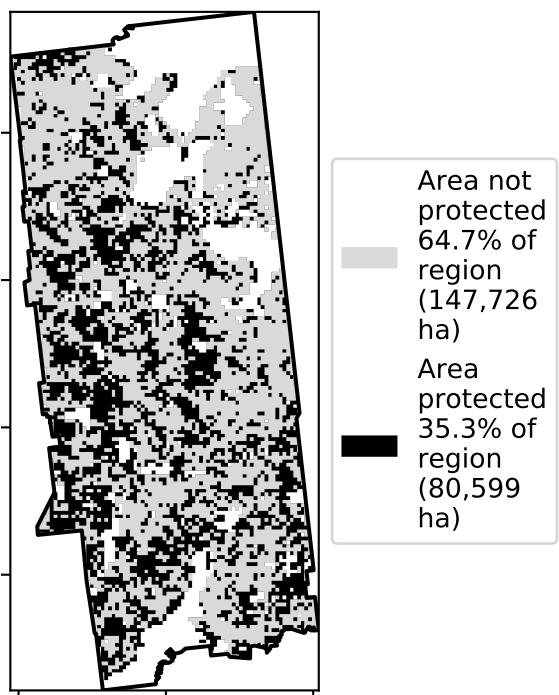 Area not
protected
64.7% of
region
(147,726
ha)
Area
protected
35.3% of
region
(80,599
ha)